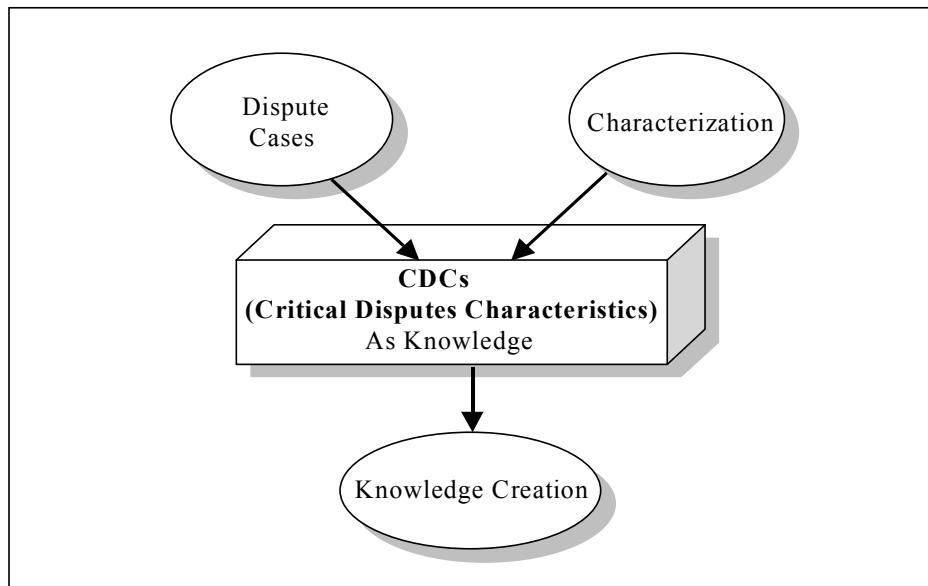 Dispute
Cases
Characterization
CDCs
(Critical Disputes Characteristics)
As Knowledge
Knowledge Creation